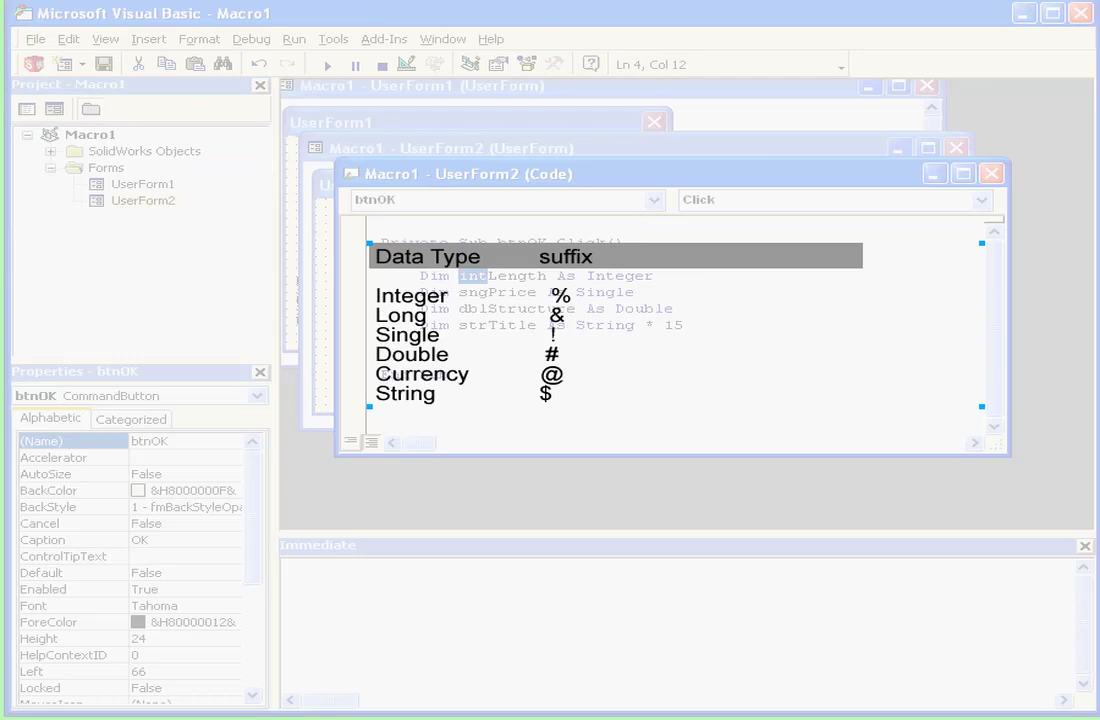 Microsoft Visual Basic - Macro1
File Edit View Insert Format Debug Run Tools Add-Ins Window Help
Ln 4, Col 12
Project - Macro1
Macro1
SolidWorks Objects
Forms
UserForm1
UserForm2
Macro1 - UserForm1 (UserForm)
UserForm1
Macro1 - UserForm2 (UserForm)
Macro1 - UserForm2 (Code)
btnOK Click
Private Sub btnOK_Click()
Data Type suffix
Dim intLength As Integer
Integer %
Dim sngPrice As Single
Long &
Dim dblStructure As Double
Dim strTitle As String * 15
Single !
Double #
Currency @
String $
Properties - btnOK
btnOK CommandButton
Alphabetic Categorized
(Name) btnOK
Accelerator
AutoSize False
BackColor &H8000000F&
BackStyle 1 - fmBackStyleOpa
Cancel False
Caption OK
ControlTipText
Default False
Enabled True
Font Tahoma
ForeColor &H80000012&
Height 24
HelpContextID 0
Left 66
Locked False
MouseIcon (None)
Immediate